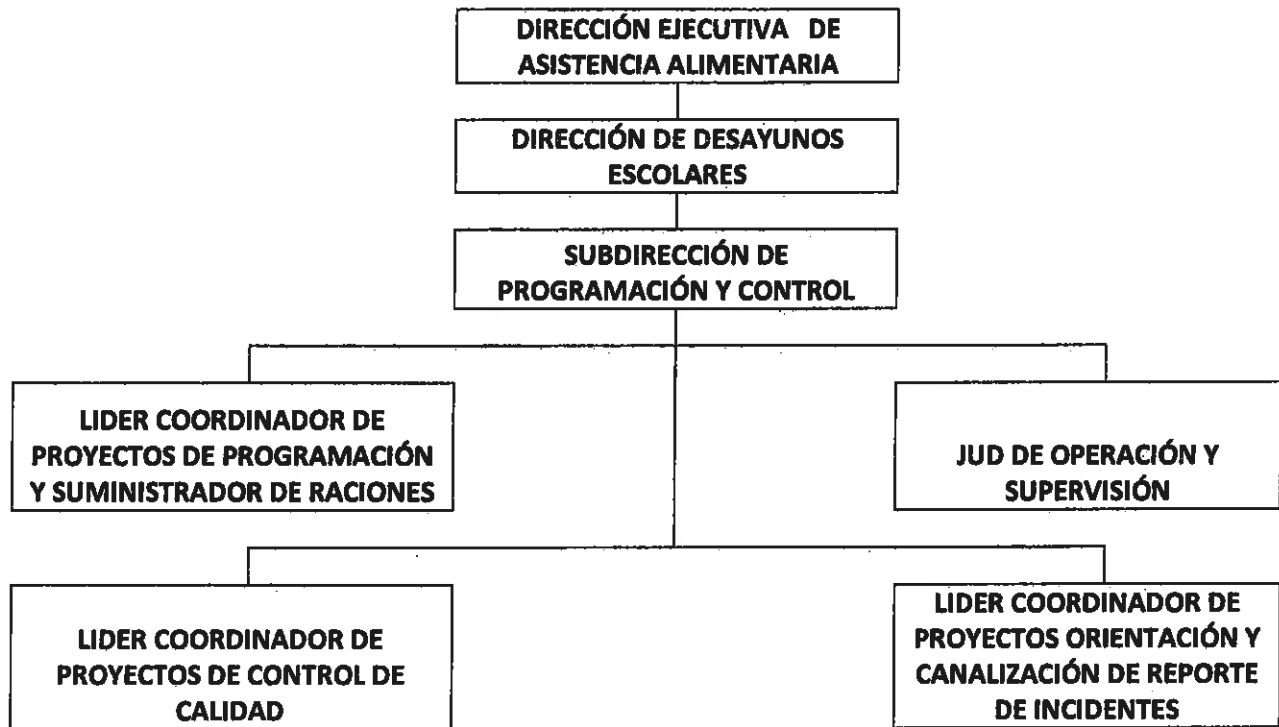 DIRECCIÓN EJECUTIVA DE
ASISTENCIA ALIMENTARIA
DIRECCIÓN DE DESAYUNOS
ESCOLARES
SUBDIRECCIÓN DE
PROGRAMACIÓN Y CONTROL
LIDER COORDINADOR DE
PROYECTOS DE PROGRAMACIÓN
Y SUMINISTRADOR DE RACIONES
JUD DE OPERACIÓN Y
SUPERVISIÓN
LIDER COORDINADOR DE
PROYECTOS DE CONTROL DE
CALIDAD
LIDER COORDINADOR DE
PROYECTOS ORIENTACIÓN Y
CANALIZACIÓN DE REPORTE
DE INCIDENTES